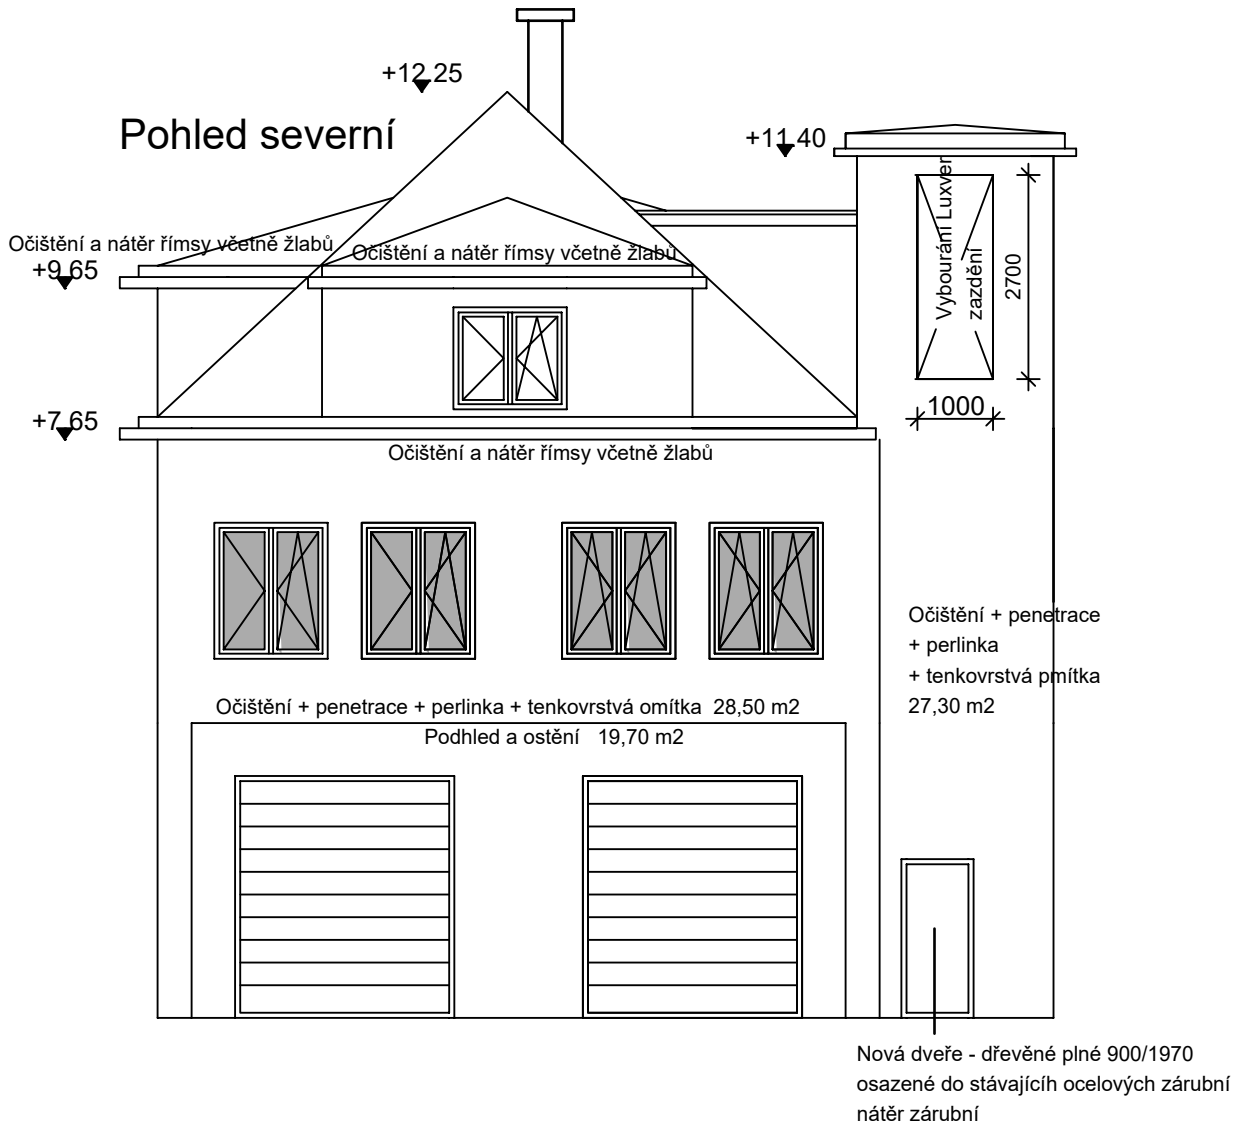 +12.25
Pohled severní
+11.40
Očištění a nátěr římsy včetně žlabů
Očištění a nátěr římsy včetně žlabů
+9.65
Vybourání Luxver
zazdění
2700
1000
+7.65
Očištění a nátěr římsy včetně žlabů
Očištění + penetrace
+ perlinka
+ tenkovrstvá pmítka
27,30 m2
Očištění + penetrace + perlinka + tenkovrstvá omítka 28,50 m2
Podhled a ostění 19,70 m2
Nová dveře - dřevěné plné 900/1970
osazené do stávajícíh ocelových zárubní
nátěr zárubní